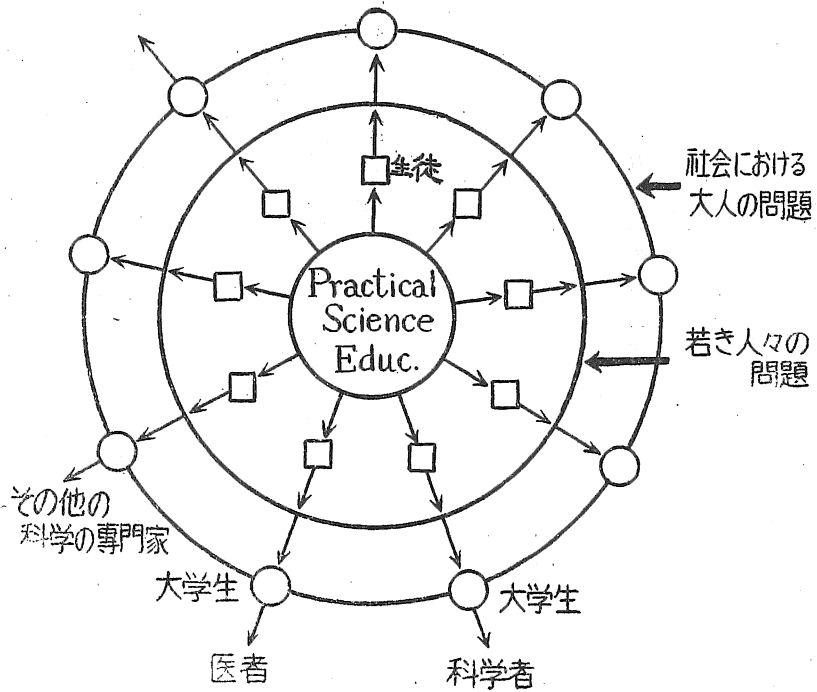 生徒
社会における
大人の問題
Practical
Science
Educ.
若き人々の
問題
その他の
科学の専門家
大学生
大学生
医者
科学者